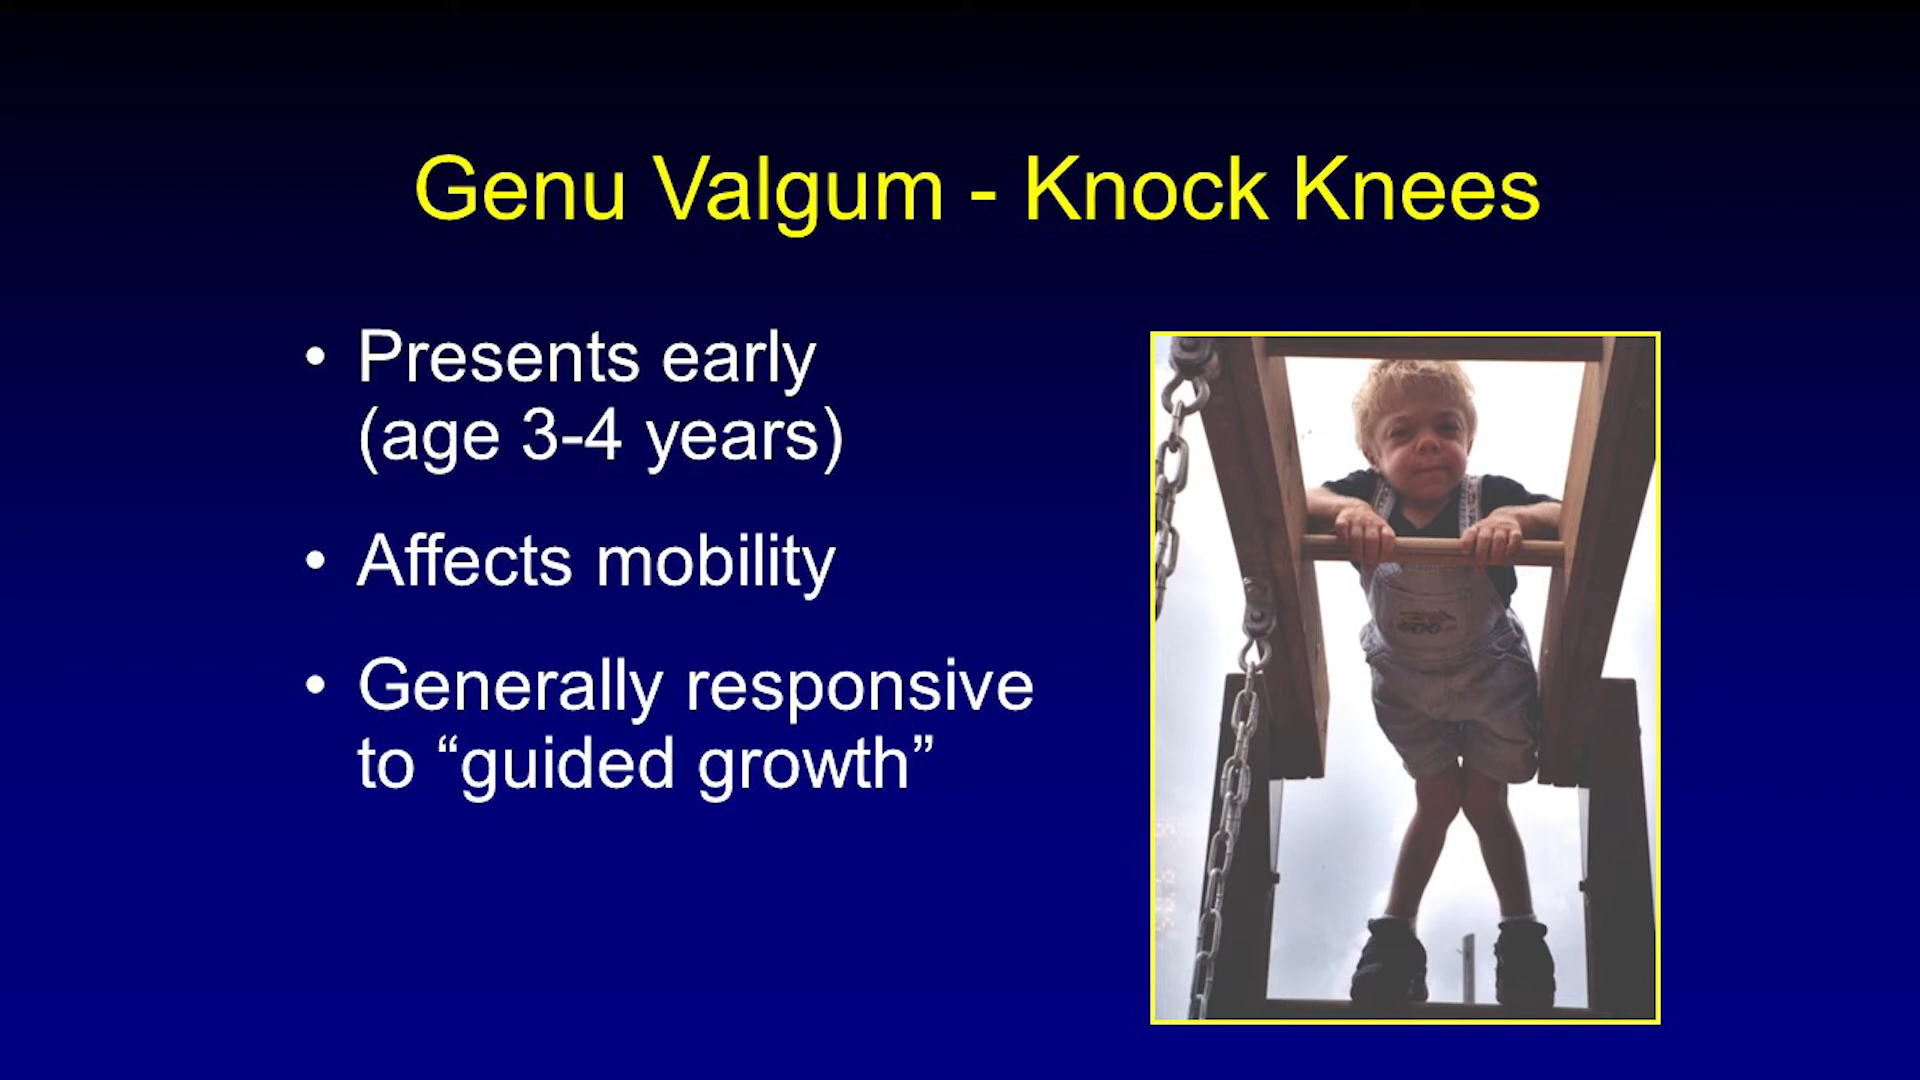 Genu Valgum - Knock Knees
• Presents early
(age 3-4 years)
• Affects mobility
• Generally responsive
to “guided growth”